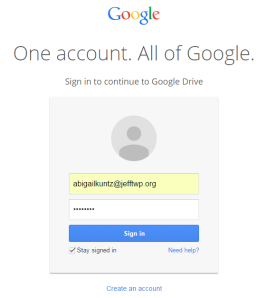 Google
One account. All of Google.
Sign in to continue to Google Drive
abigailkuntz@jefftwp.org
••••••••
Sign in
Stay signed in Need help?
Create an account